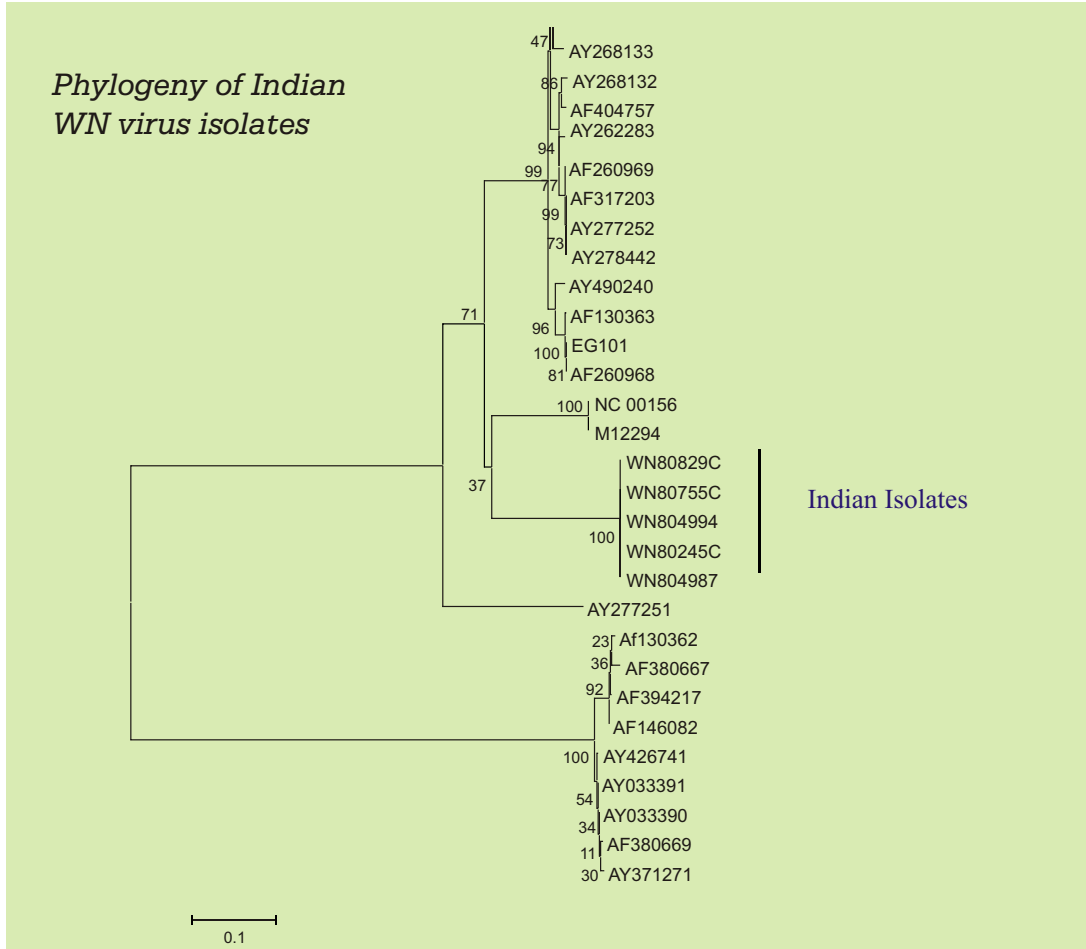 Phylogeny of Indian
WN virus isolates
47
AY268133
86
AY268132
AF404757
AY262283
94
99
AF260969
77
AF317203
99
AY277252
73
AY278442
AY490240
71
AF130363
96
EG101
100
AF260968
81
NC 00156
100
M12294
WN80829C
37
WN80755C
Indian Isolates
WN804994
100
WN80245C
WN804987
AY277251
23
Af130362
36
AF380667
92
AF394217
AF146082
100
AY426741
54
AY033391
34
AY033390
11
AF380669
30
AY371271
0.1